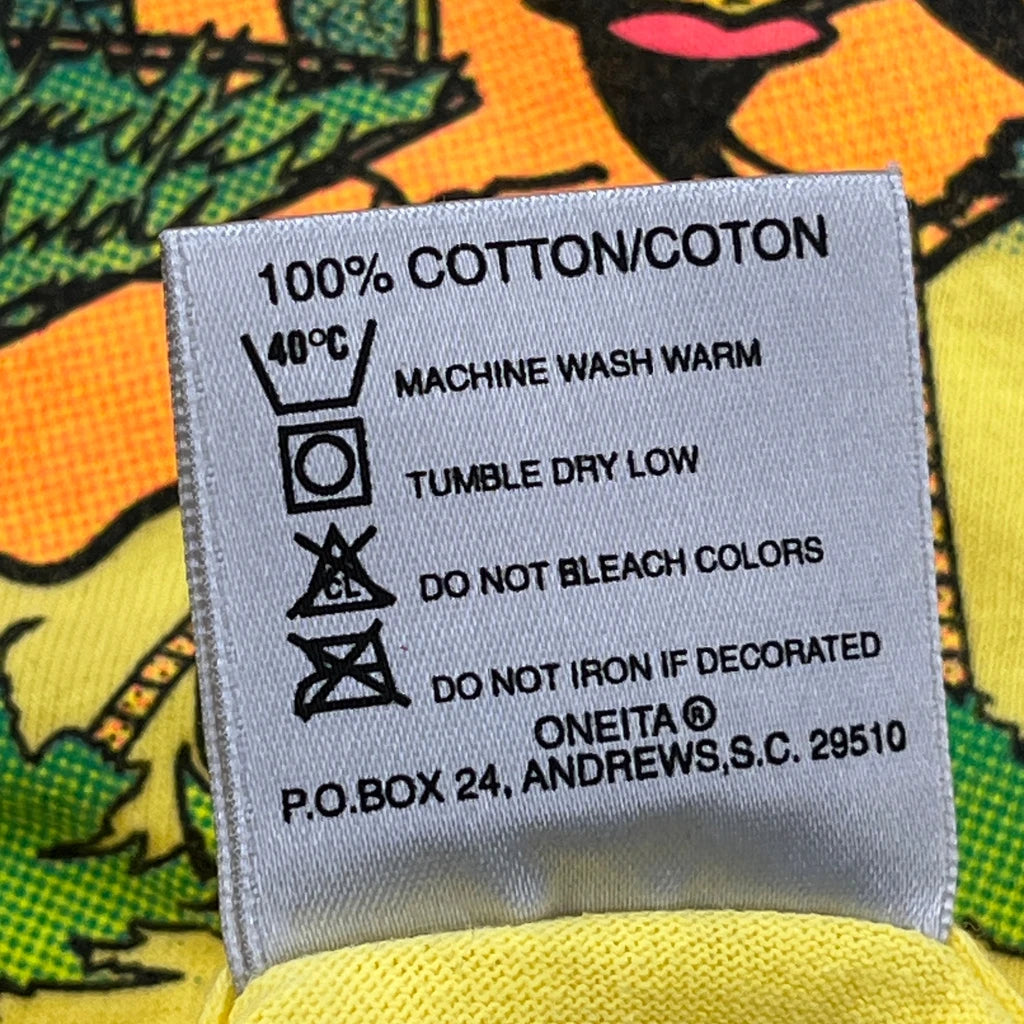 100% COTTON/COTON
40°C
MACHINE WASH WARM
TUMBLE DRY LOW
CL
DO NOT BLEACH COLORS
DO NOT IRON IF DECORATED
ONEITA®
P.O.BOX 24, ANDREWS,S.C. 29510